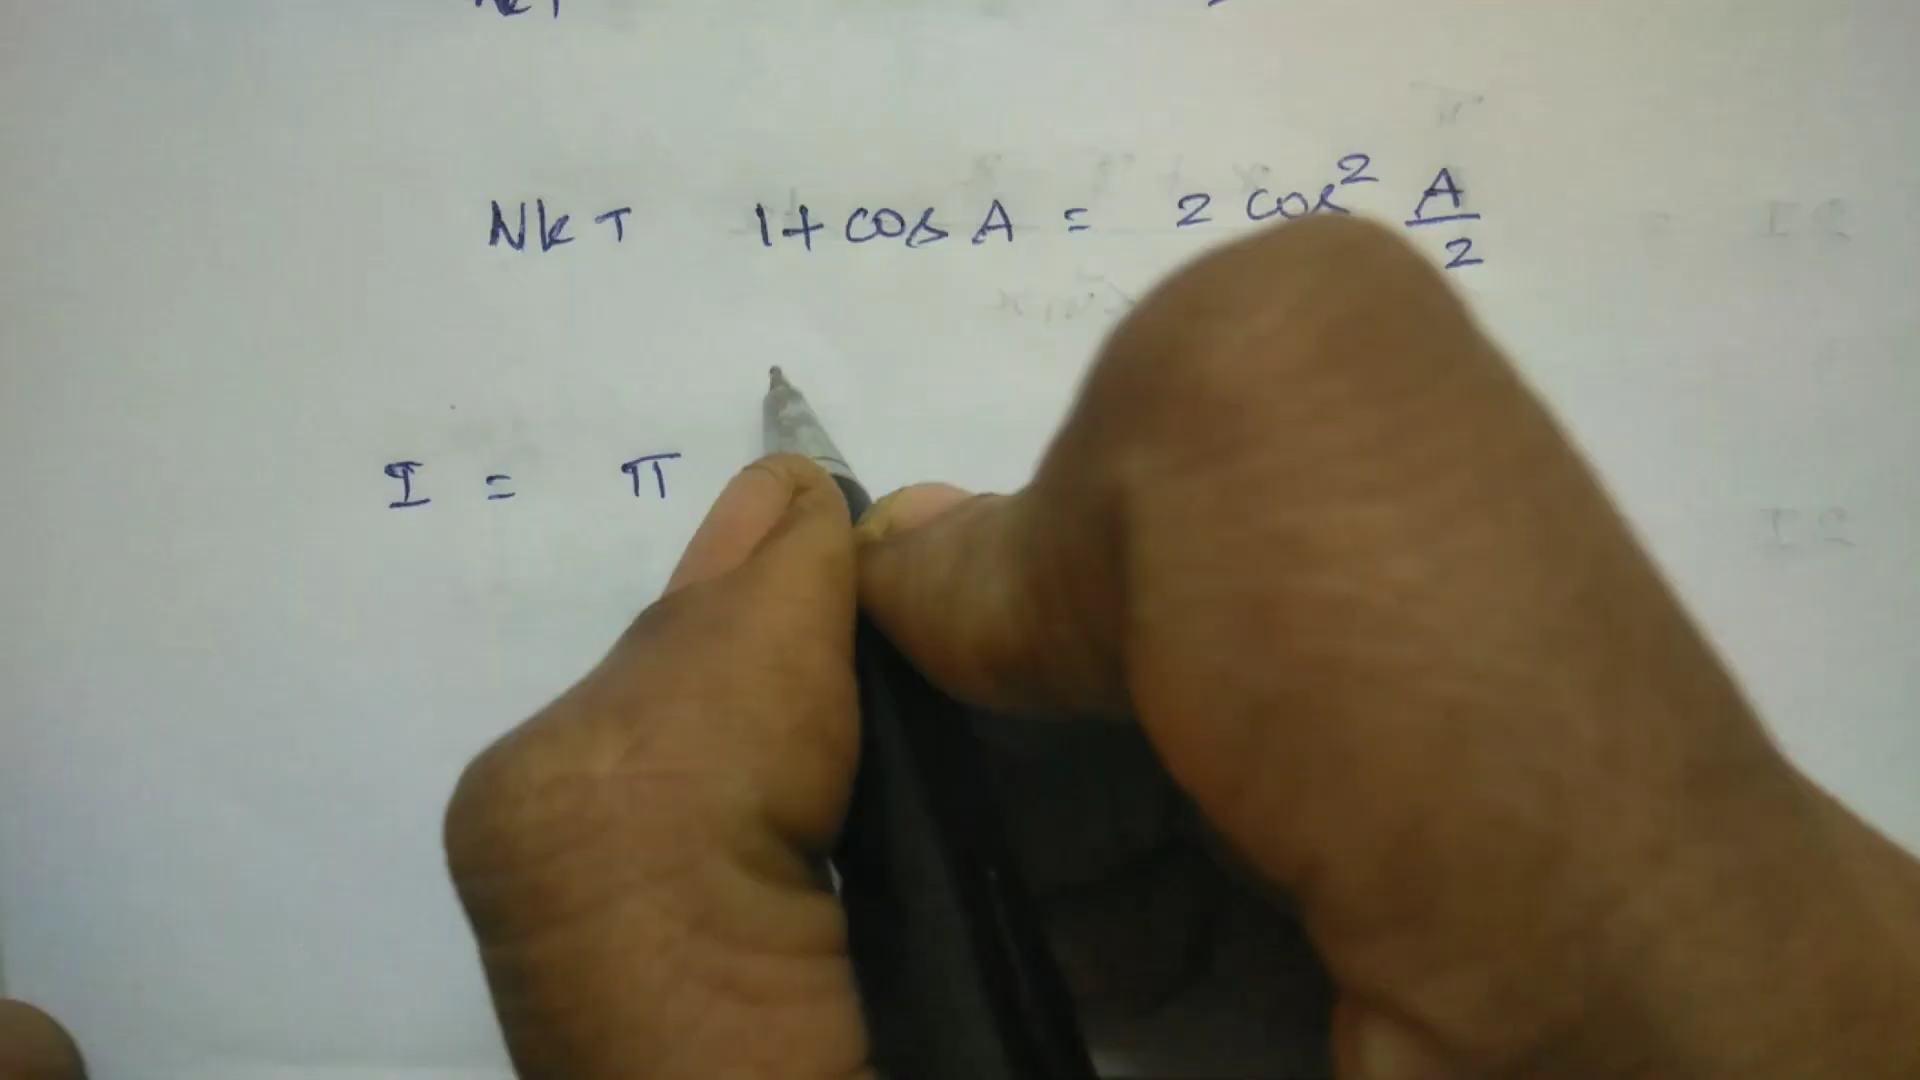 NKT 1 + cos A = 2 cos² A/2
I = π